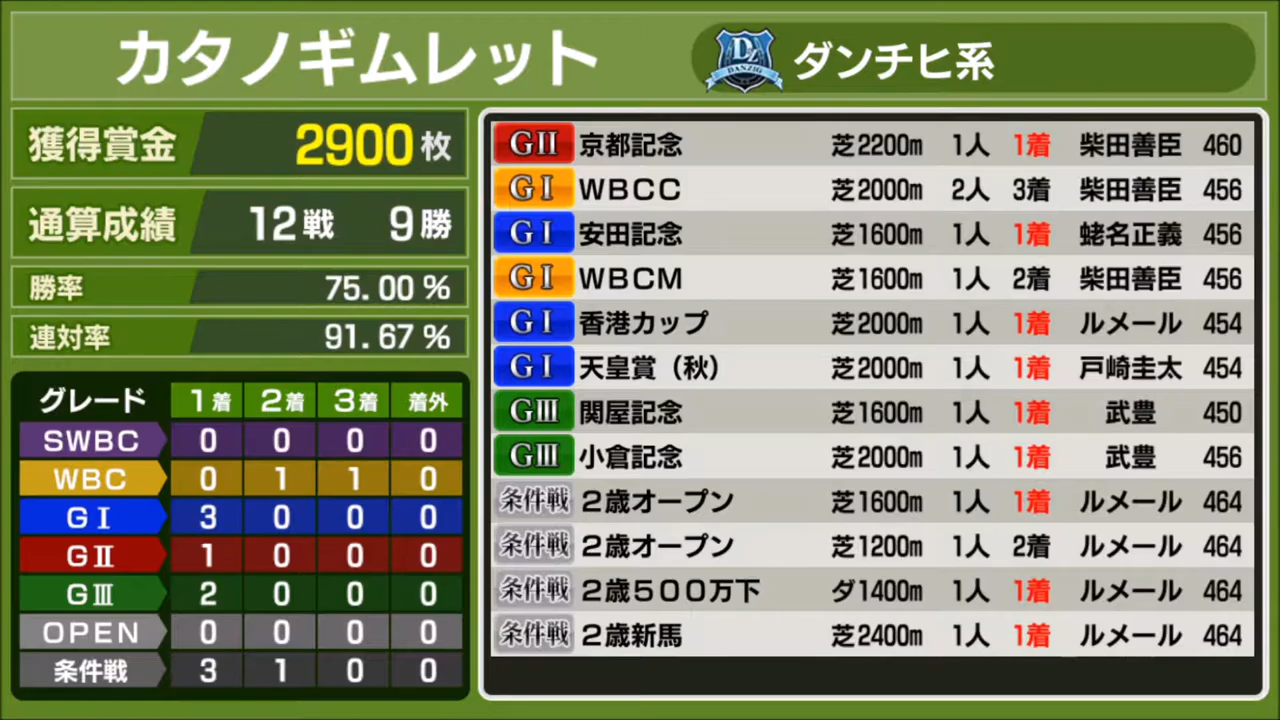 カタノギムレット
DZ
DANZIG
ダンチヒ系
獲得賞金 2900枚
通算成績 12戦 9勝
勝率 75.00%
連対率 91.67%
グレード 1着 2着 3着 着外
SWBC 0 0 0 0
WBC 0 1 1 0
GⅠ 3 0 0 0
GⅡ 1 0 0 0
GⅢ 2 0 0 0
OPEN 0 0 0 0
条件戦 3 1 0 0
GⅡ 京都記念 芝2200m 1人 1着 柴田善臣 460
GⅠ WBCC 芝2000m 2人 3着 柴田善臣 456
GⅠ 安田記念 芝1600m 1人 1着 蛯名正義 456
GⅠ WBCM 芝1600m 1人 2着 柴田善臣 456
GⅠ 香港カップ 芝2000m 1人 1着 ルメール 454
GⅠ 天皇賞（秋） 芝2000m 1人 1着 戸崎圭太 454
GⅢ 関屋記念 芝1600m 1人 1着 武豊 450
GⅢ 小倉記念 芝2000m 1人 1着 武豊 456
条件戦 2歳オープン 芝1600m 1人 1着 ルメール 464
条件戦 2歳オープン 芝1200m 1人 2着 ルメール 464
条件戦 2歳500万下 ダ1400m 1人 1着 ルメール 464
条件戦 2歳新馬 芝2400m 1人 1着 ルメール 464